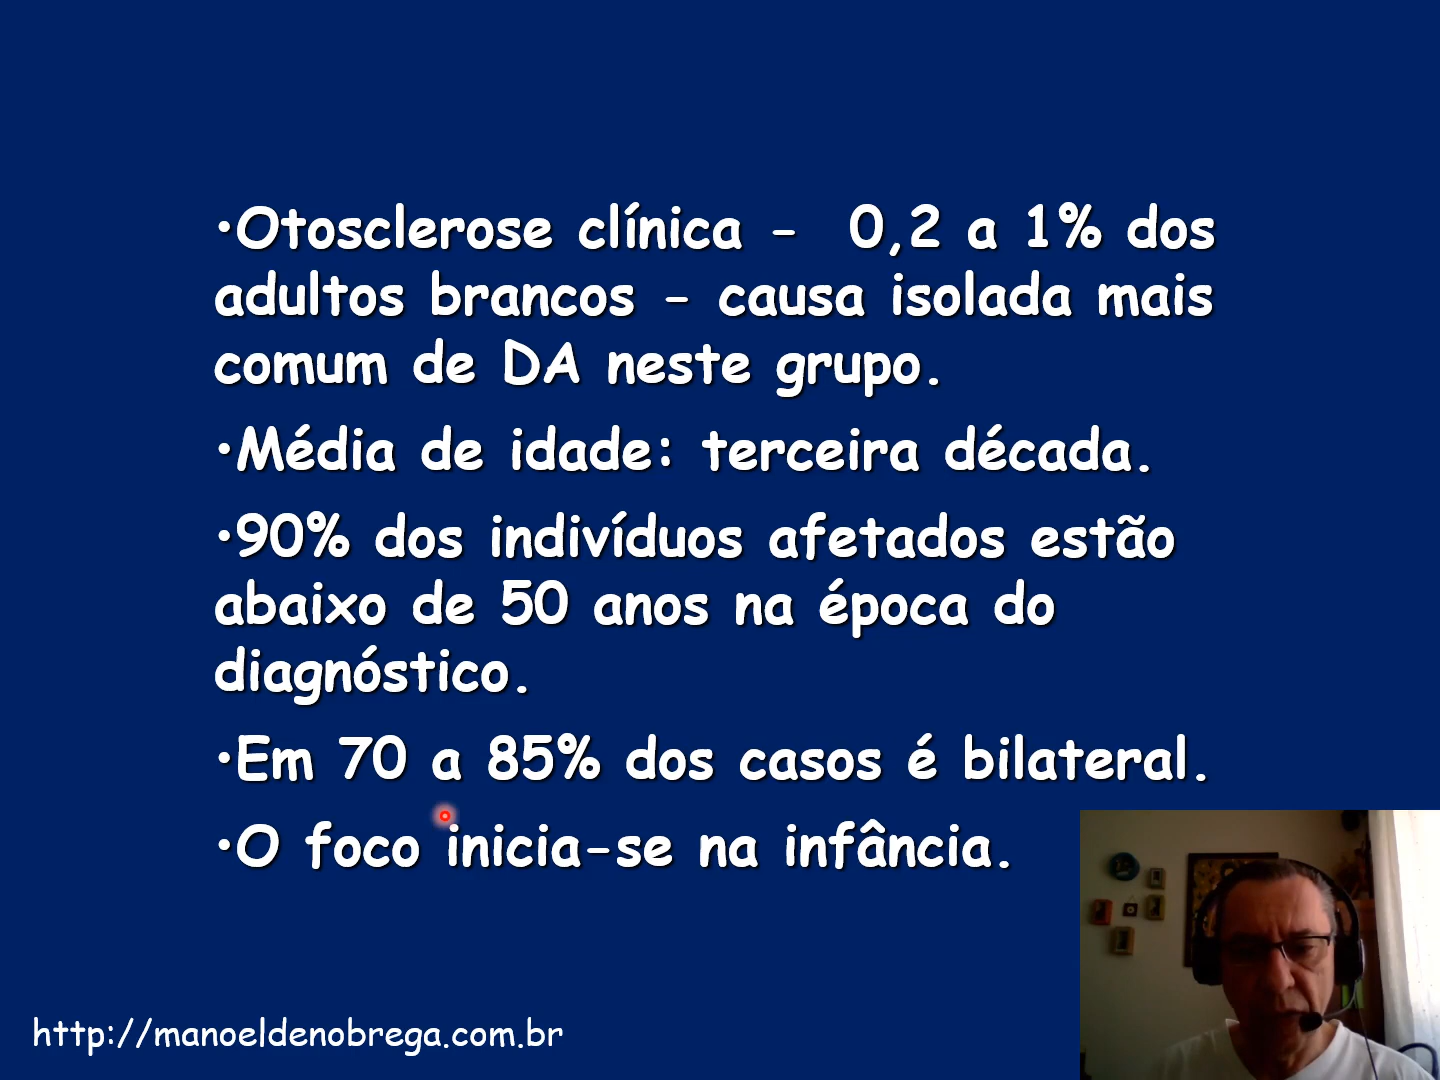 •Otosclerose clínica - 0,2 a 1% dos
adultos brancos - causa isolada mais
comum de DA neste grupo.
•Média de idade: terceira década.
•90% dos indivíduos afetados estão
abaixo de 50 anos na época do
diagnóstico.
•Em 70 a 85% dos casos é bilateral.
•O foco inicia-se na infância.
http://manoeldenobrega.com.br